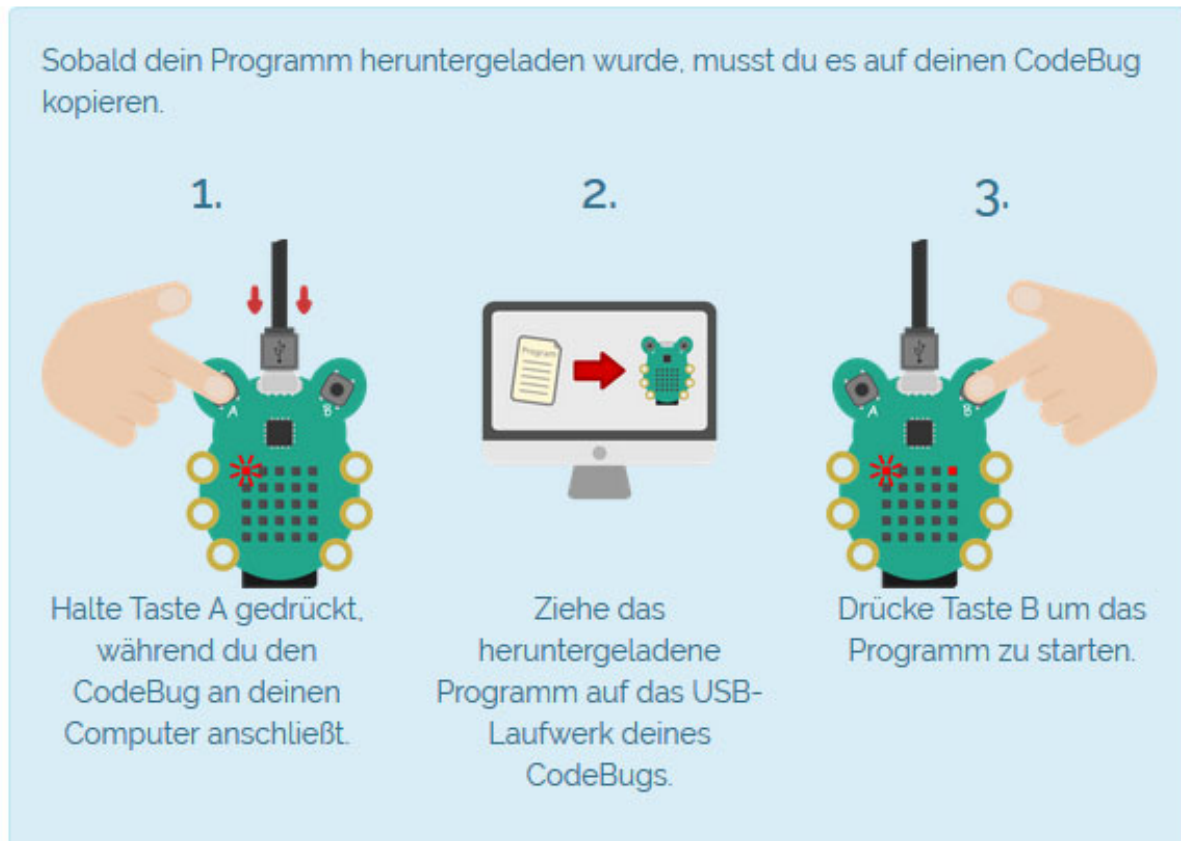 Sobald dein Programm heruntergeladen wurde, musst du es auf deinen CodeBug
kopieren.
1.
2.
3.
Program
A
B
A
B
Halte Taste A gedrückt,
während du den
CodeBug an deinen
Computer anschließt.
Ziehe das
heruntergeladene
Programm auf das USB-
Laufwerk deines
CodeBugs.
Drücke Taste B um das
Programm zu starten.